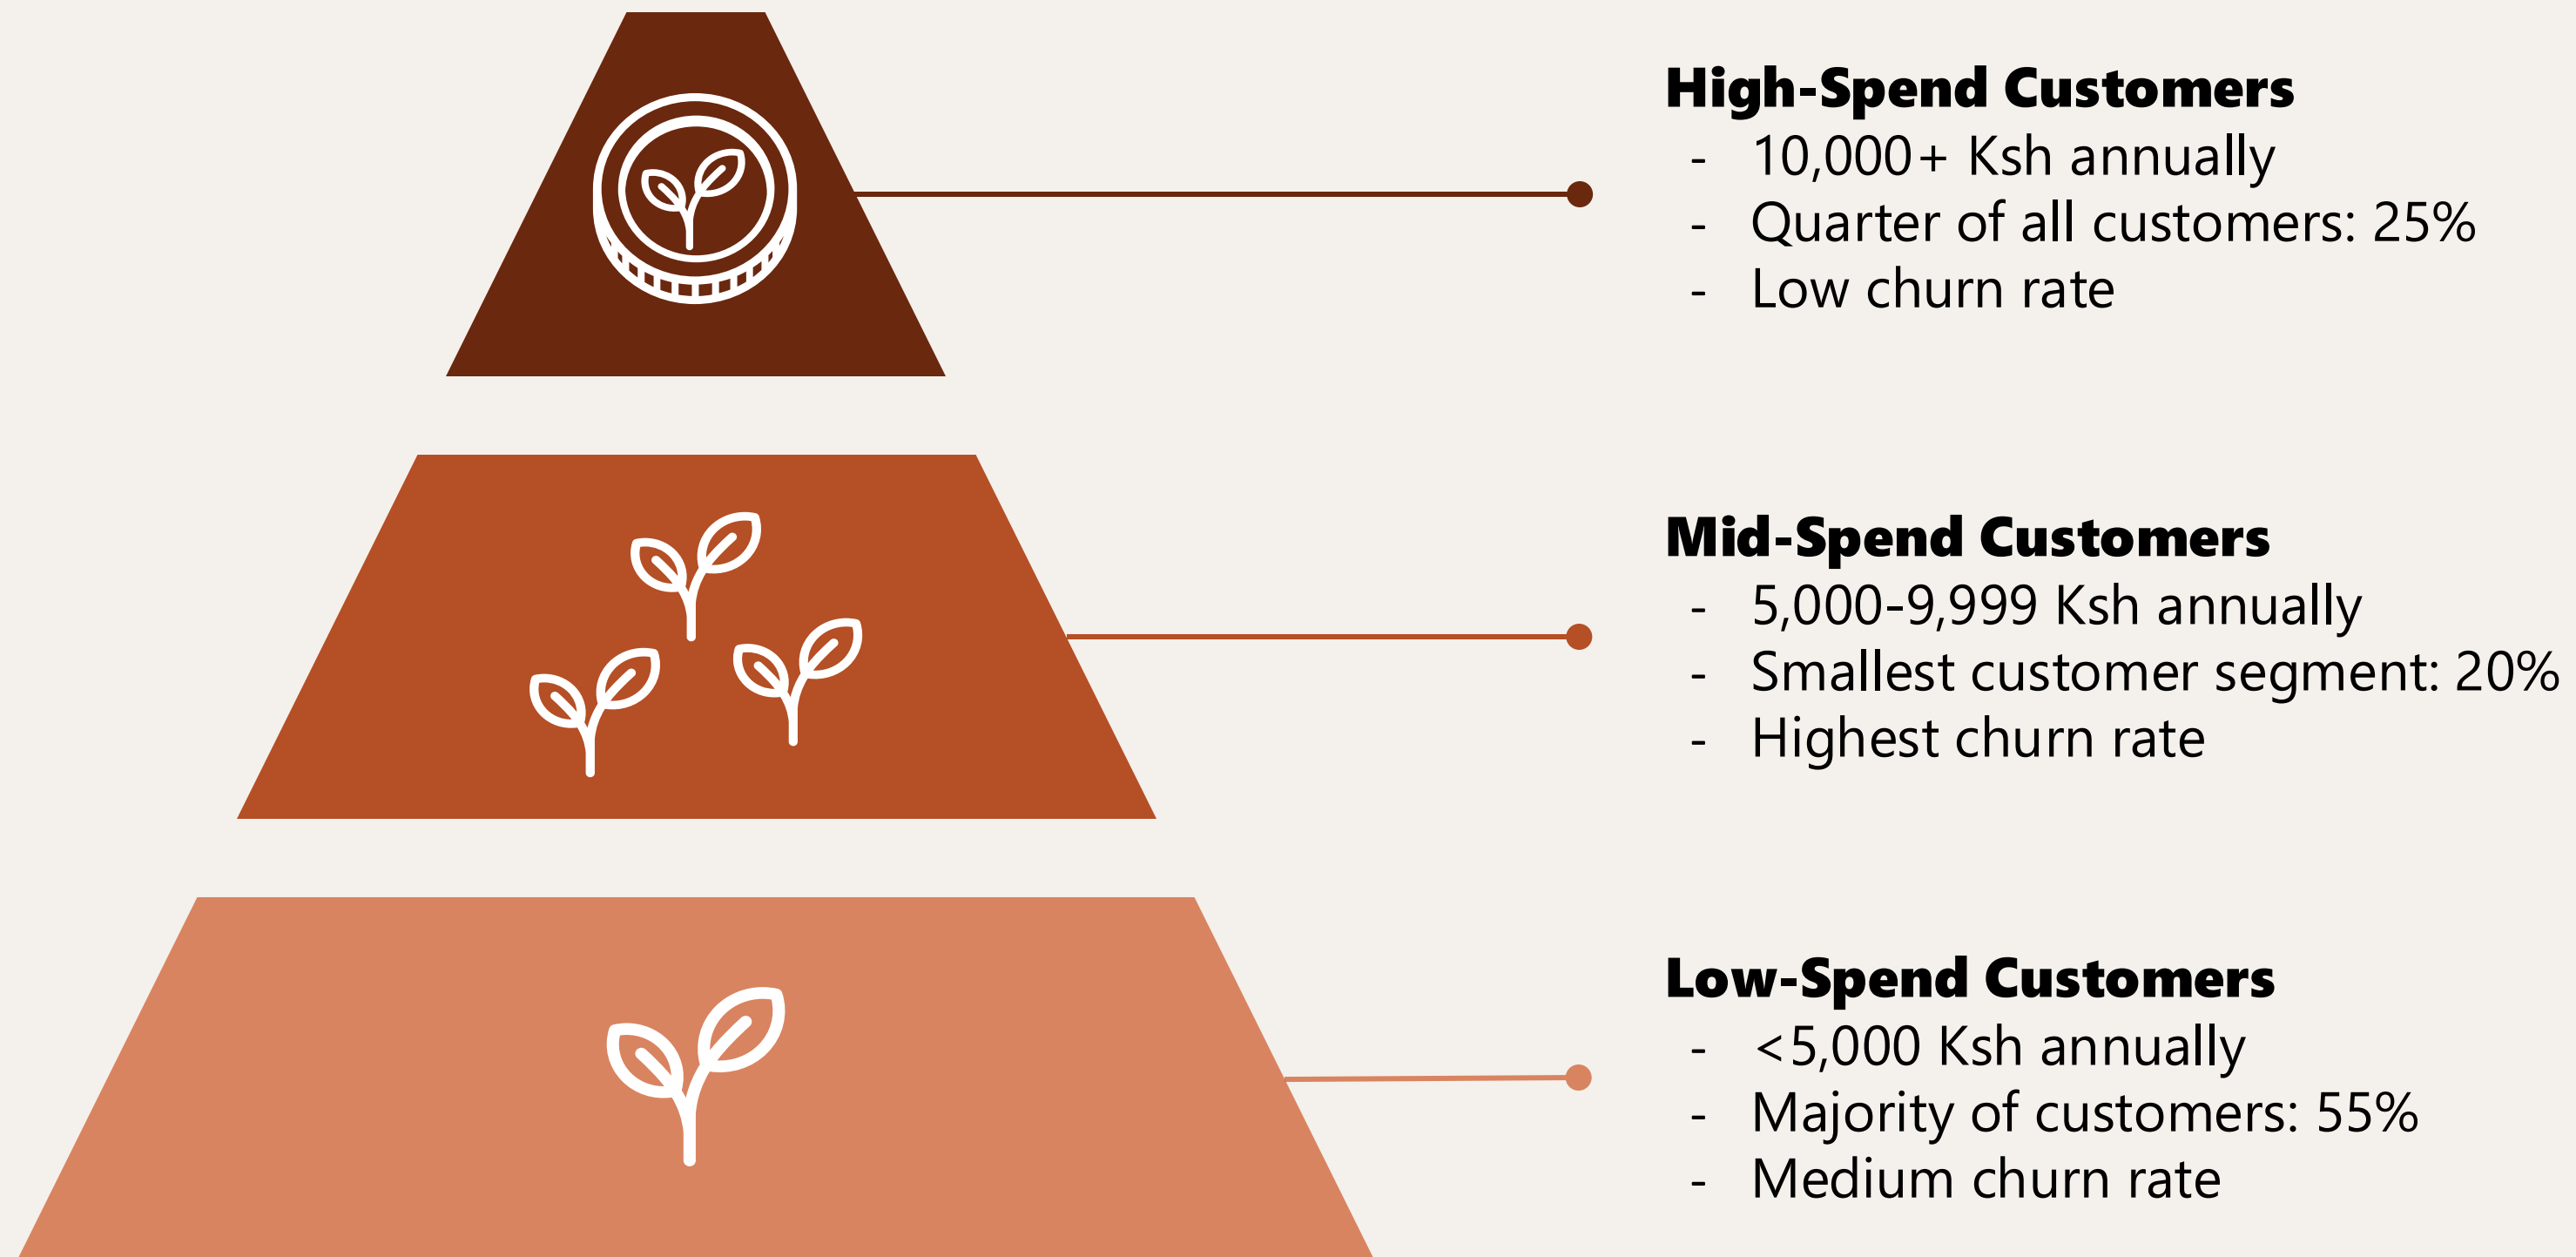 High-Spend Customers
- 10,000+ Ksh annually
- Quarter of all customers: 25%
- Low churn rate
Mid-Spend Customers
- 5,000-9,999 Ksh annually
- Smallest customer segment: 20%
- Highest churn rate
Low-Spend Customers
- <5,000 Ksh annually
- Majority of customers: 55%
- Medium churn rate